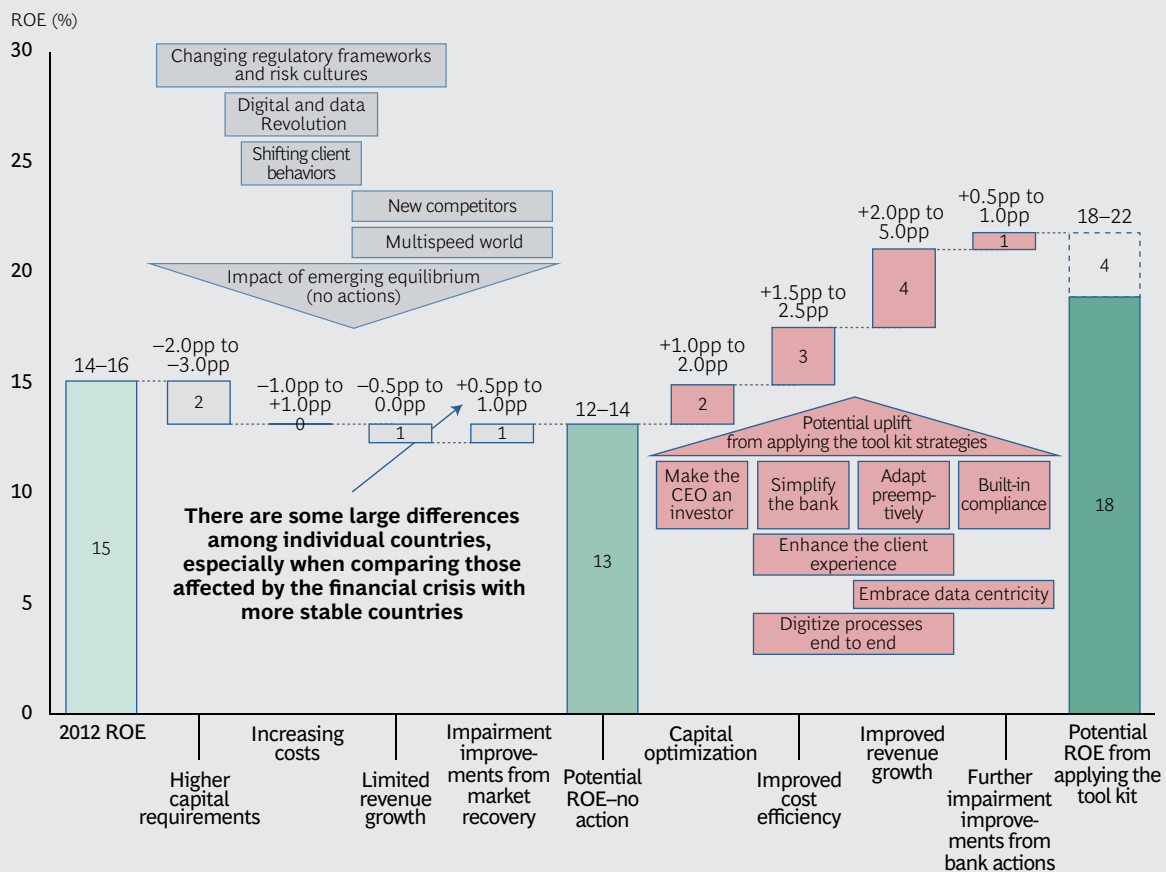 ROE (%)
30
25
20
15
10
5
0
Changing regulatory frameworks
and risk cultures
Digital and data
Revolution
Shifting client
behaviors
New competitors
Multispeed world
Impact of emerging equilibrium
(no actions)
14–16
15
–2.0pp to
–3.0pp
2
–1.0pp to
+1.0pp
0
–0.5pp to
0.0pp
1
+0.5pp to
1.0pp
1
There are some large differences
among individual countries,
especially when comparing those
affected by the financial crisis with
more stable countries
12–14
13
+1.0pp to
2.0pp
2
+1.5pp to
2.5pp
3
+2.0pp to
5.0pp
4
+0.5pp to
1.0pp
1
18–22
4
18
Potential uplift
from applying the tool kit strategies
Make the
CEO an
investor
Simplify
the bank
Adapt
preemp-
tively
Built-in
compliance
Enhance the client
experience
Embrace data centricity
Digitize processes
end to end
2012 ROE
Higher
capital
requirements
Increasing
costs
Limited
revenue
growth
Impairment
improve-
ments from
market
recovery
Potential
ROE–no
action
Capital
optimization
Improved
cost
efficiency
Improved
revenue
growth
Further
impairment
improve-
ments from
bank actions
Potential
ROE from
applying the
tool kit